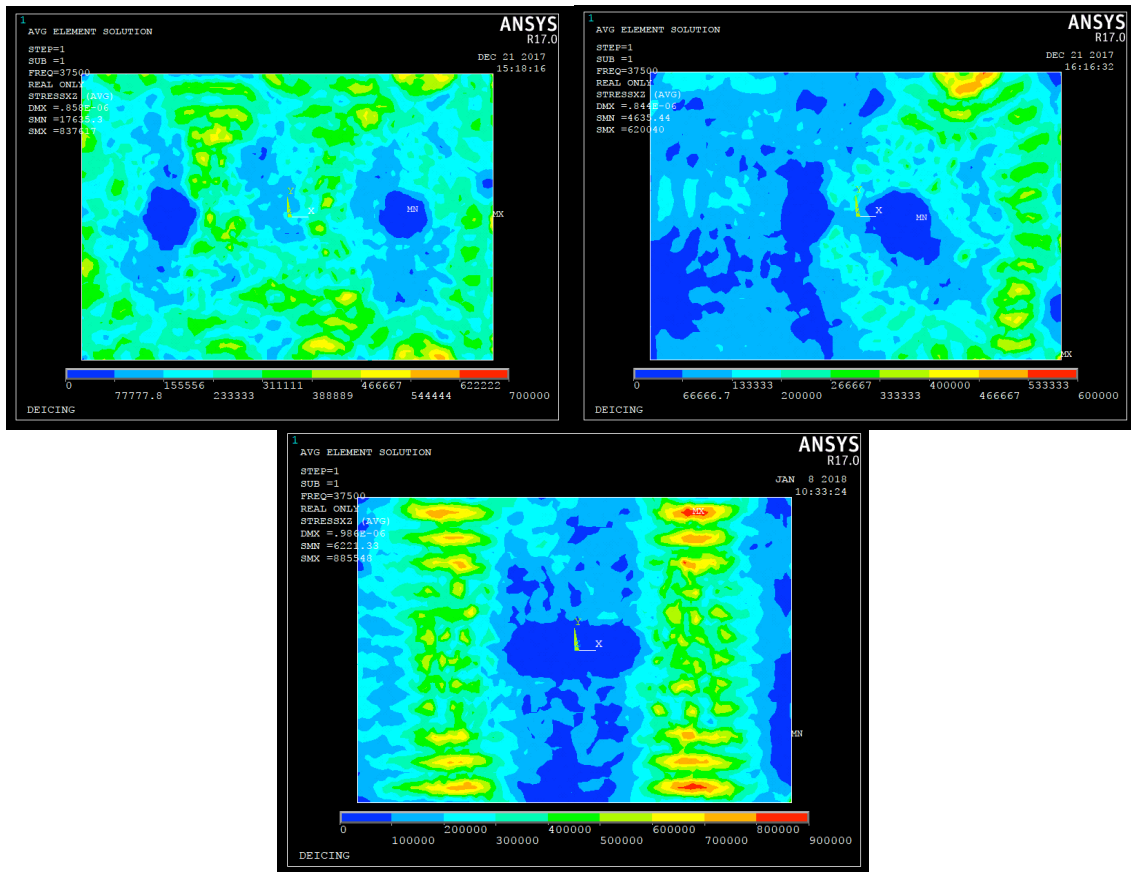 1
ANSYS
R17.0
AVG ELEMENT SOLUTION
DEC 21 2017
15:18:16
STEP=1
SUB =1
FREQ=37500
REAL ONLY
STRESSXZ (AVG)
DMX =.858E-06
SMN =17635.3
SMX =837617
Y
X
MN
MX
0 155556 311111 466667 622222
77777.8 233333 388889 544444 700000
DEICING
1
ANSYS
R17.0
AVG ELEMENT SOLUTION
DEC 21 2017
16:16:32
STEP=1
SUB =1
FREQ=37500
REAL ONLY
STRESSXZ (AVG)
DMX =.844E-06
SMN =4635.44
SMX =620040
X
MN
MX
0 133333 266667 400000 533333
66666.7 200000 333333 466667 600000
DEICING
1
ANSYS
R17.0
AVG ELEMENT SOLUTION
JAN 8 2018
10:33:24
STEP=1
SUB =1
FREQ=37500
REAL ONLY
STRESSXZ (AVG)
DMX =.986E-06
SMN =6221.33
SMX =885548
MX
Y
X
MN
0 200000 400000 600000 800000
100000 300000 500000 700000 900000
DEICING